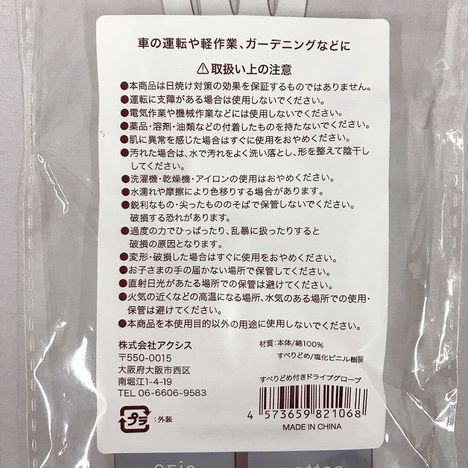 車の運転や軽作業、ガーデニングなどに
⚠取扱い上の注意
●本商品は日焼け対策の効果を保証するものではありません。
●運転に支障がある場合は使用しないでください。
●電気作業や機械作業などには使用しないでください。
●薬品・溶剤・油類などの付着したものを持たないでください。
●肌に異常を感じた場合はすぐに使用をおやめください。
●汚れた場合は、水で汚れをよく洗い落とし、形を整えて陰干し
してください。
●洗濯機・乾燥機・アイロンの使用はおやめください。
●水濡れや摩擦により色移りする場合があります。
●鋭利なもの・尖ったもののそばで保管しないでください。
破損する恐れがあります。
●過度の力でひっぱったり、乱暴に扱ったりすると
破損の原因となります。
●変形・破損した場合はすぐに使用をおやめください。
●お子さまの手の届かない場所で保管してください。
●直射日光があたる場所での保管は避けてください。
●火気の近くなどの高温になる場所、水気のある場所での使用・
保管は避けてください。
●本商品を本使用目的以外の用途に使用しないでください。
株式会社アクシス
〒550-0015
大阪府大阪市西区
南堀江1-4-19
TEL 06-6606-9583
プラ:外装
材質:本体/綿100%
すべりどめ/塩化ビニル樹脂
すべりどめ付きドライブグローブ
4 573659 821068
MADE IN CHINA